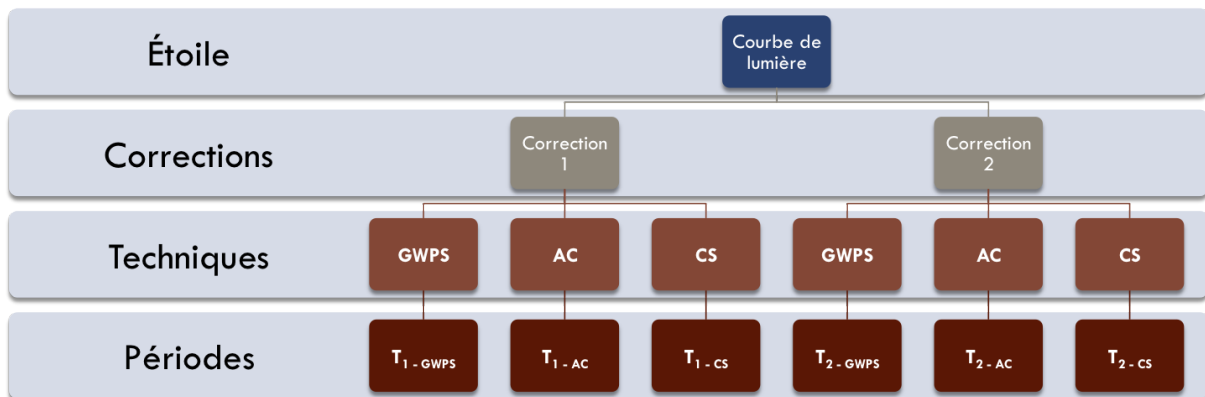 Étoile
Courbe de
lumière
Corrections
Correction
1
Correction
2
Techniques
GWPS
AC
CS
GWPS
AC
CS
Périodes
T1 - GWPS
T1 - AC
T1 - CS
T2 - GWPS
T2 - AC
T2 - CS